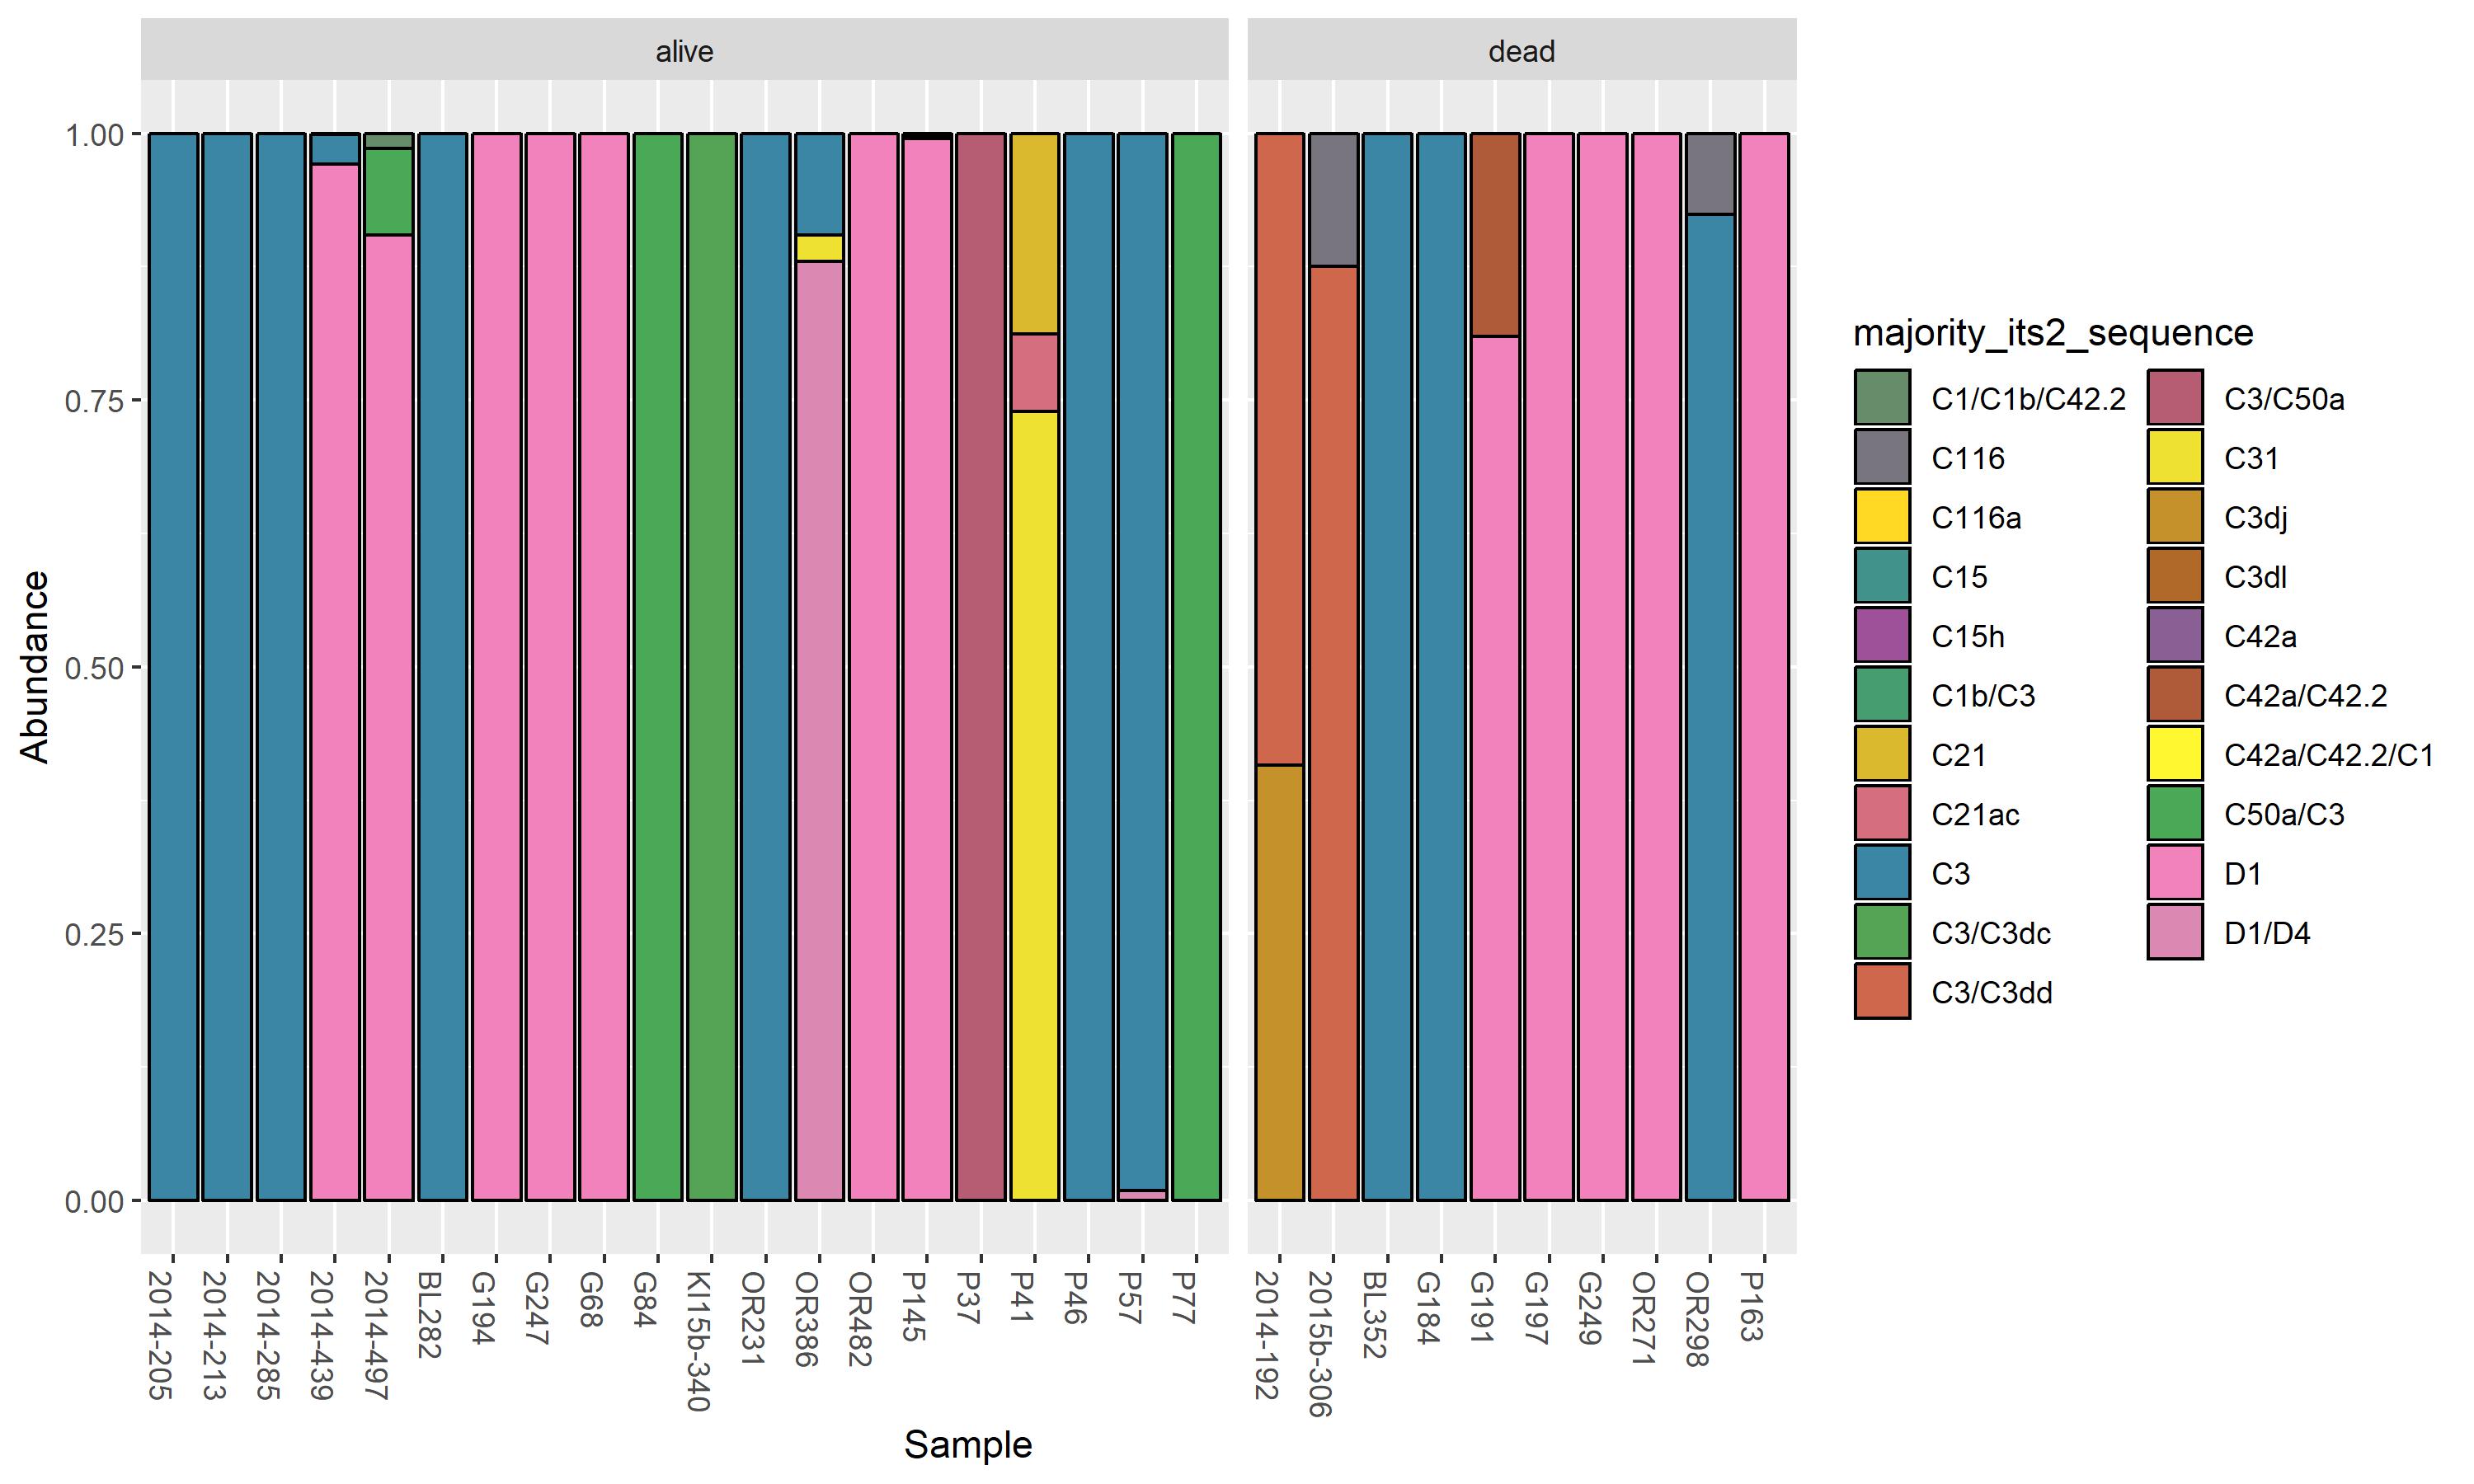 alive
dead
1.00
0.75
0.50
0.25
0.00
Abundance
2014-205
2014-213
2014-285
2014-439
2014-497
BL282
G194
G247
G68
G84
KI15b-340
OR231
OR386
OR482
P145
P37
P41
P46
P57
P77
2014-192
2015b-306
BL352
G184
G191
G197
G249
OR271
OR298
P163
Sample
majority_its2_sequence
C1/C1b/C42.2
C116
C116a
C15
C15h
C1b/C3
C21
C21ac
C3
C3/C3dc
C3/C3dd
C3/C50a
C31
C3dj
C3dl
C42a
C42a/C42.2
C42a/C42.2/C1
C50a/C3
D1
D1/D4